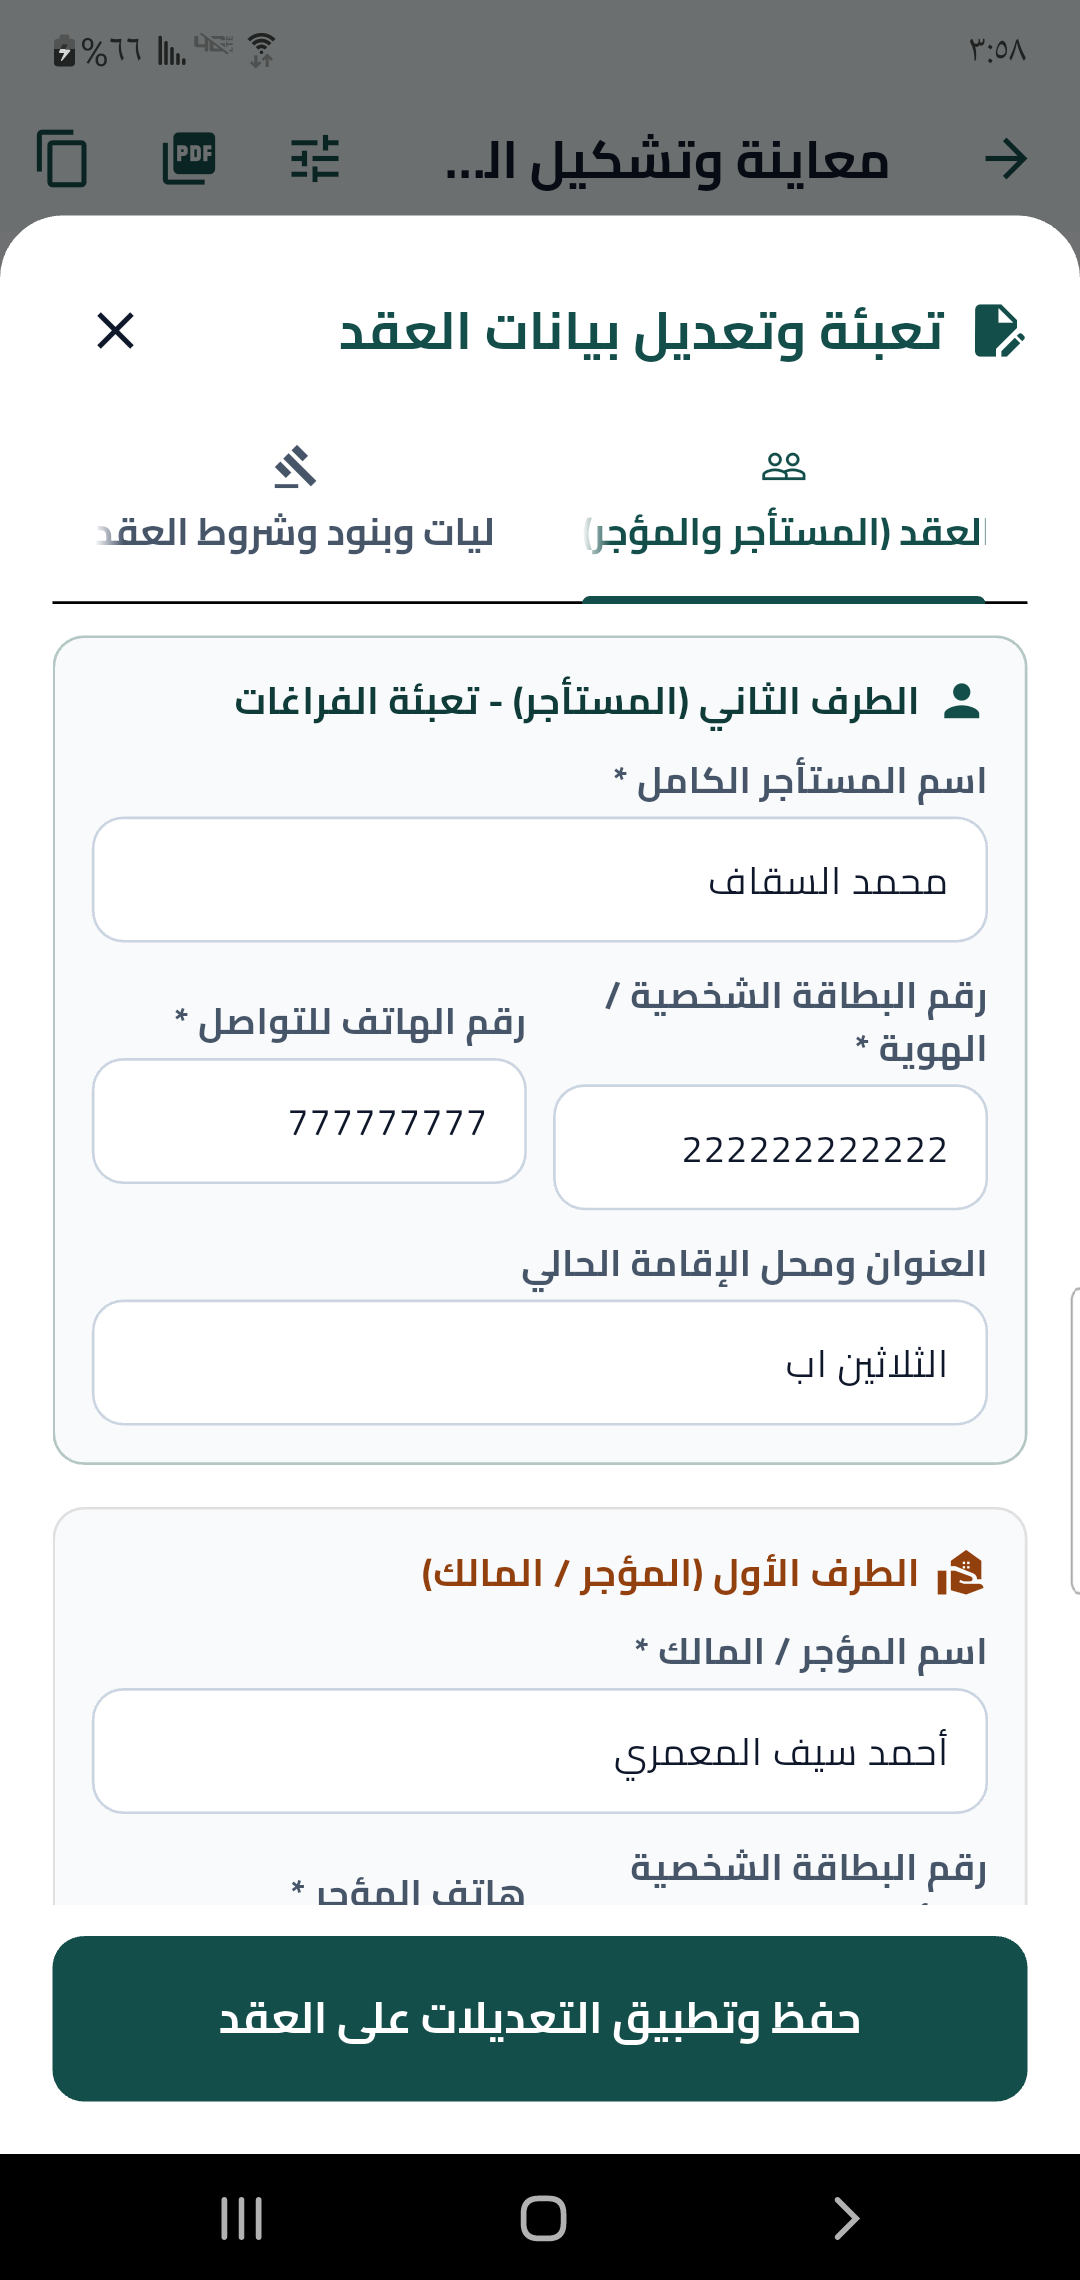 ٣:٥٨
%٦٦
معاينة وتشكيل الـ...
PDF
تعبئة وتعديل بيانات العقد
العقد (المستأجر والمؤجر)
ليات وبنود وشروط العقد
الطرف الثاني (المستأجر) - تعبئة الفراغات
اسم المستأجر الكامل *
محمد السقاف
رقم البطاقة الشخصية /
الهوية *
222222222222
رقم الهاتف للتواصل *
777777777
العنوان ومحل الإقامة الحالي
الثلاثين اب
الطرف الأول (المؤجر / المالك)
اسم المؤجر / المالك *
أحمد سيف المعمري
رقم البطاقة الشخصية
هاتف المؤجر *
حفظ وتطبيق التعديلات على العقد